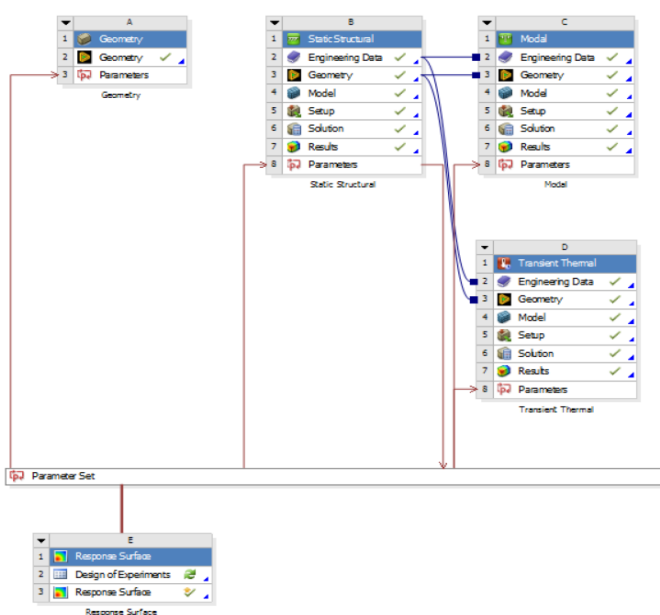 A
1 Geometry
2 Geometry
3 Parameters
Geometry
B
1 Static Structural
2 Engineering Data
3 Geometry
4 Model
5 Setup
6 Solution
7 Results
8 Parameters
Static Structural
C
1 Modal
2 Engineering Data
3 Geometry
4 Model
5 Setup
6 Solution
7 Results
8 Parameters
Modal
D
1 Transient Thermal
2 Engineering Data
3 Geometry
4 Model
5 Setup
6 Solution
7 Results
8 Parameters
Transient Thermal
Parameter Set
E
1 Response Surface
2 Design of Experiments
3 Response Surface
Response Surface